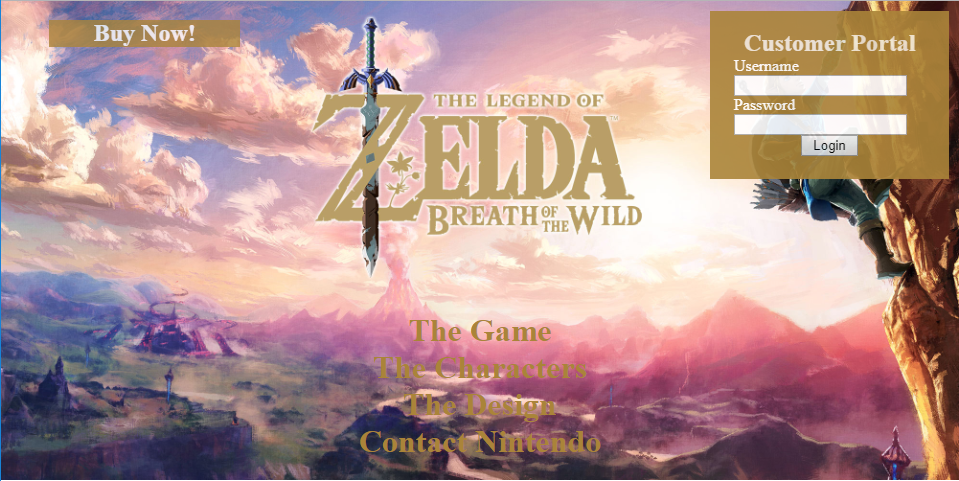 Buy Now!
THE LEGEND OF
ZELDA™
BREATH OF THE WILD
Customer Portal
Username
Password
Login
The Game
The Characters
The Design
Contact Nintendo